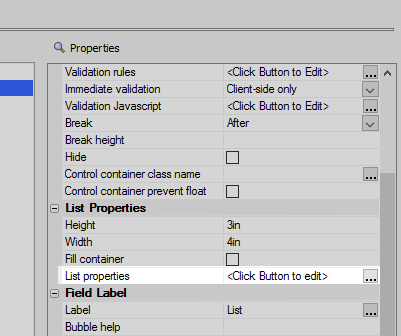 Properties
Validation rules <Click Button to Edit> ...
Immediate validation Client-side only
Validation Javascript <Click Button to Edit> ...
Break After
Break height
Hide
Control container class name ...
Control container prevent float
List Properties
Height 3in
Width 4in
Fill container
List properties <Click Button to edit> ...
Field Label
Label List ...
Bubble help